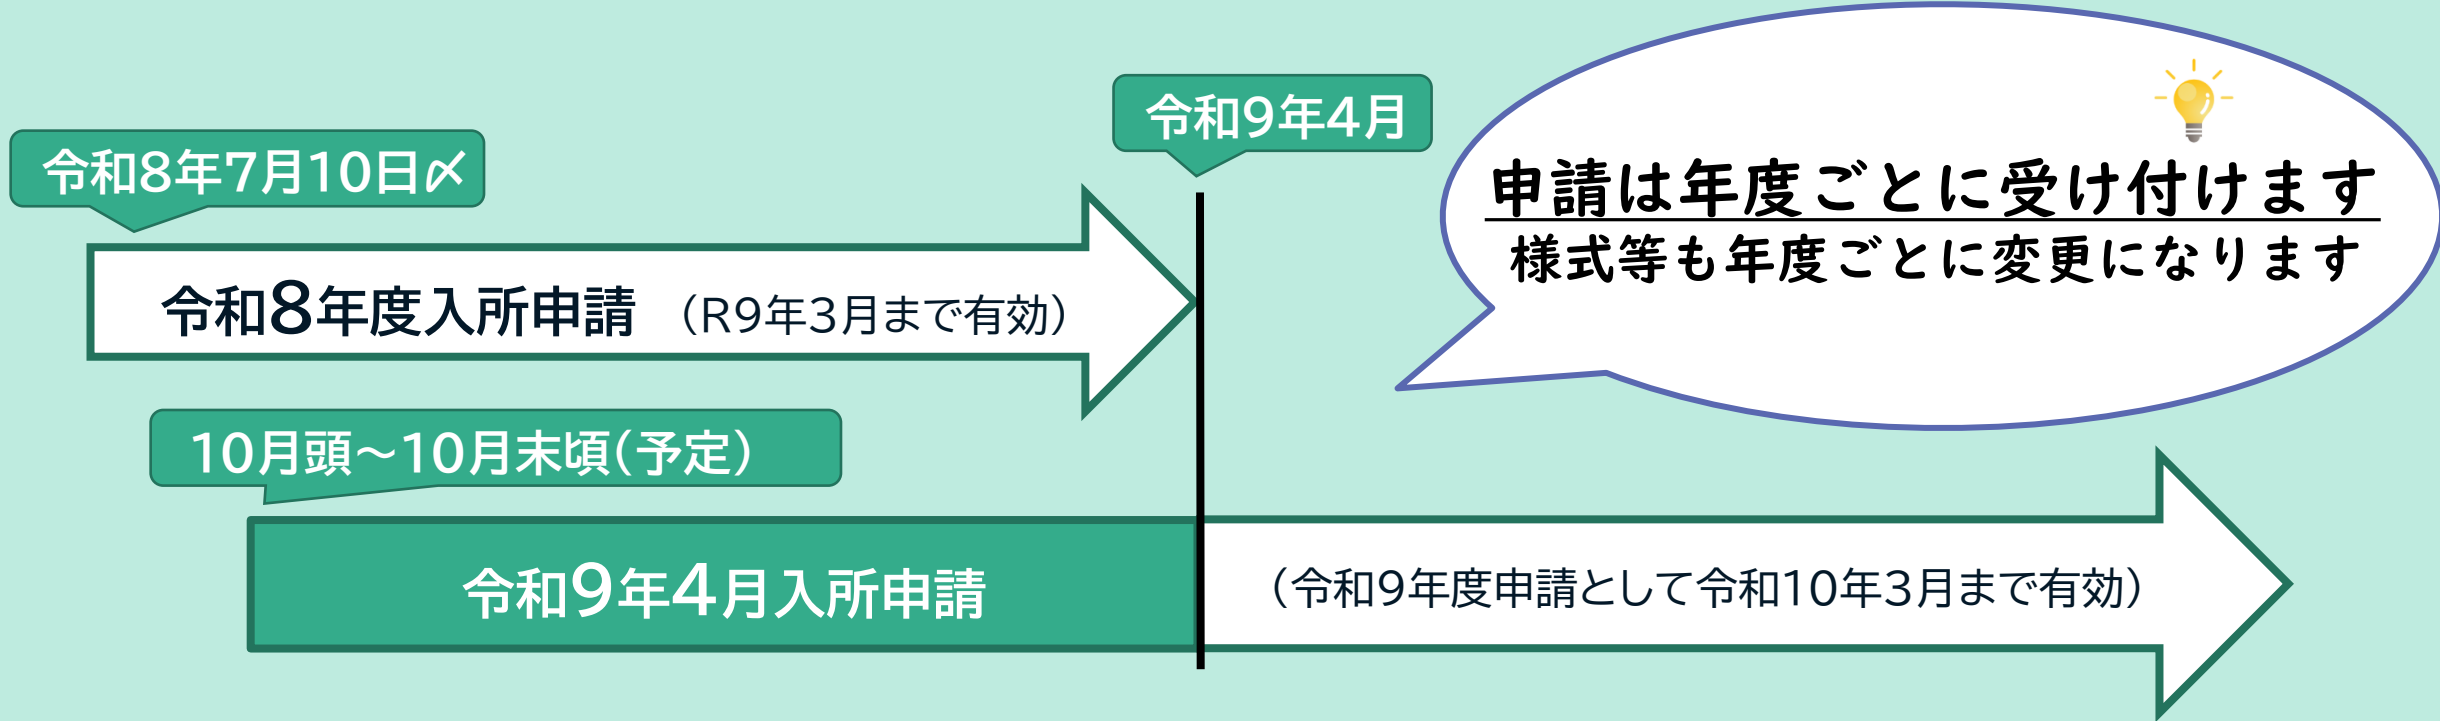 令和9年4月
令和8年7月10日〆
申請は年度ごとに受け付けます
様式等も年度ごとに変更になります
令和8年度入所申請 （R9年3月まで有効）
10月頭～10月末頃(予定)
令和9年4月入所申請
（令和9年度申請として令和10年3月まで有効）